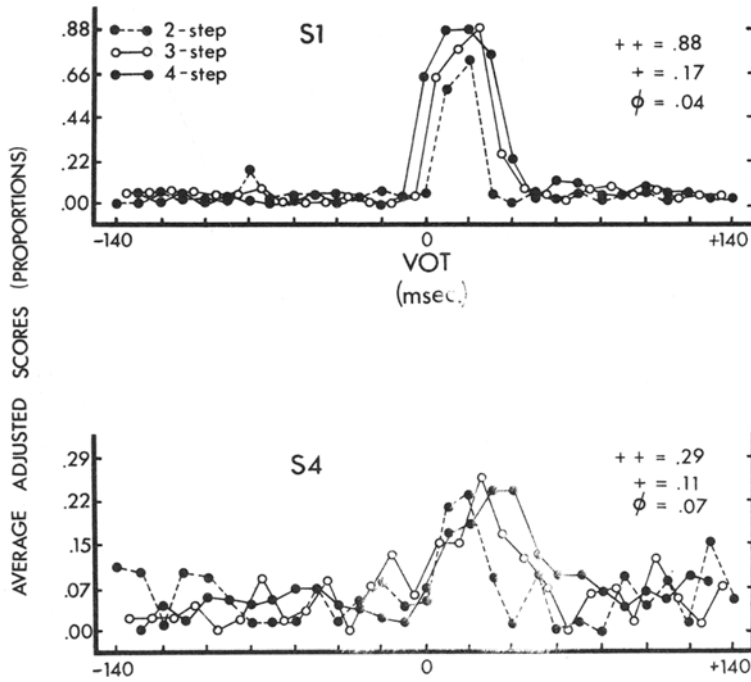 AVERAGE ADJUSTED SCORES (PROPORTIONS)
S1
2-step
3-step
4-step
++ = .88
+ = .17
ϕ = .04
.88
.66
.44
.22
.00
-140 0 +140
VOT
(msec.)
S4
++ = .29
+ = .11
ϕ = .07
.29
.22
.15
.07
.00
-140 0 +140